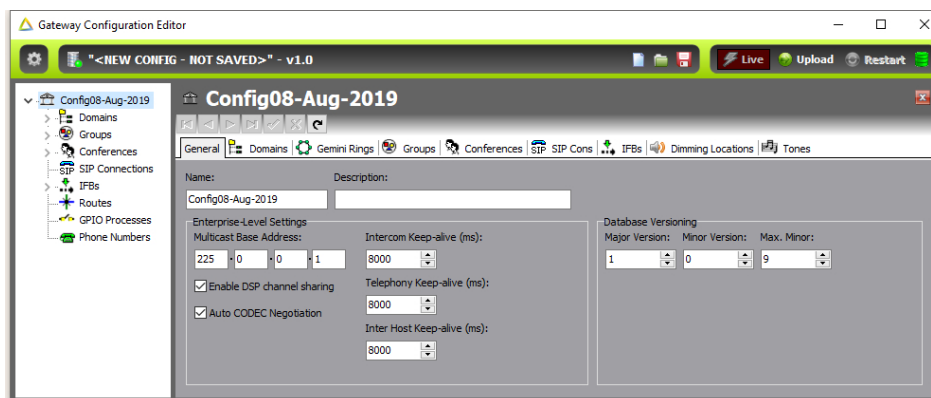 Gateway Configuration Editor
"<NEW CONFIG - NOT SAVED>" - v1.0
Live
Upload
Restart
Config08-Aug-2019
Domains
Groups
Conferences
SIP SIP Connections
IFBs
Routes
GPIO Processes
Phone Numbers
Config08-Aug-2019
General Domains Gemini Rings Groups Conferences SIP SIP Cons IFBs Dimming Locations Tones
Name: Description:
Config08-Aug-2019
Enterprise-Level Settings
Multicast Base Address: Intercom Keep-alive (ms):
225 . 0 . 0 . 1 8000
Enable DSP channel sharing
Telephony Keep-alive (ms):
8000
Auto CODEC Negotiation
Inter Host Keep-alive (ms):
8000
Database Versioning
Major Version: Minor Version: Max. Minor:
1 0 9